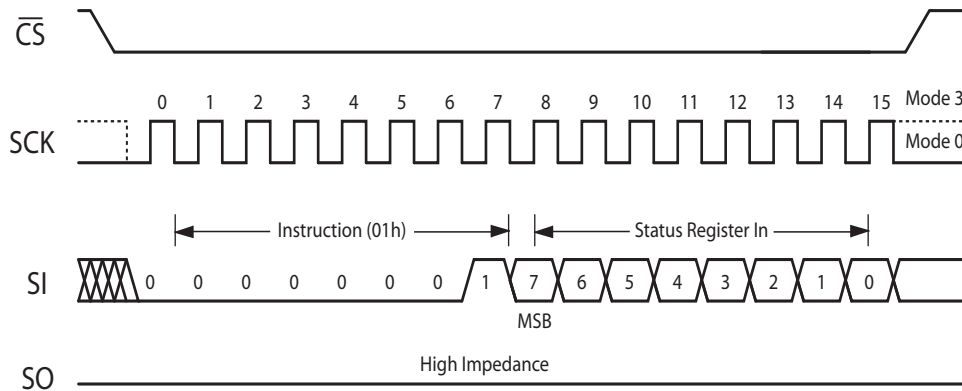 CS
0 1 2 3 4 5 6 7 8 9 10 11 12 13 14 15 Mode 3
SCK
Mode 0
Instruction (01h) Status Register In
SI 0 0 0 0 0 0 0 1 7 6 5 4 3 2 1 0
MSB
High Impedance
SO